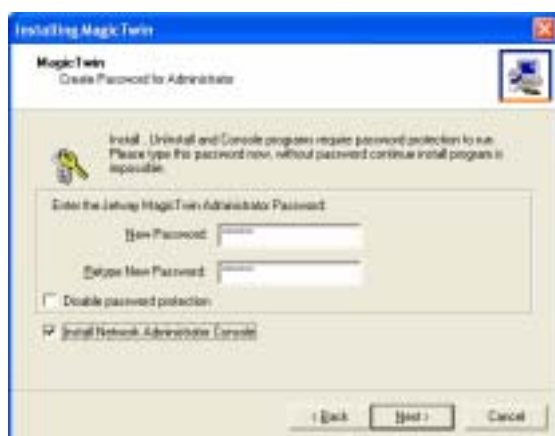 Installing MagicTwin
MagicTwin
Create Password for Administrator
Install , Uninstall and Console programs require password protection to run.
Please type this password now, without password continue install program is
impossible.
Enter the Jetway MagicTwin Administrator Password:
New Password:
Retype New Password:
Disable password protection
Install Network Administrator Console
< Back
Next >
Cancel